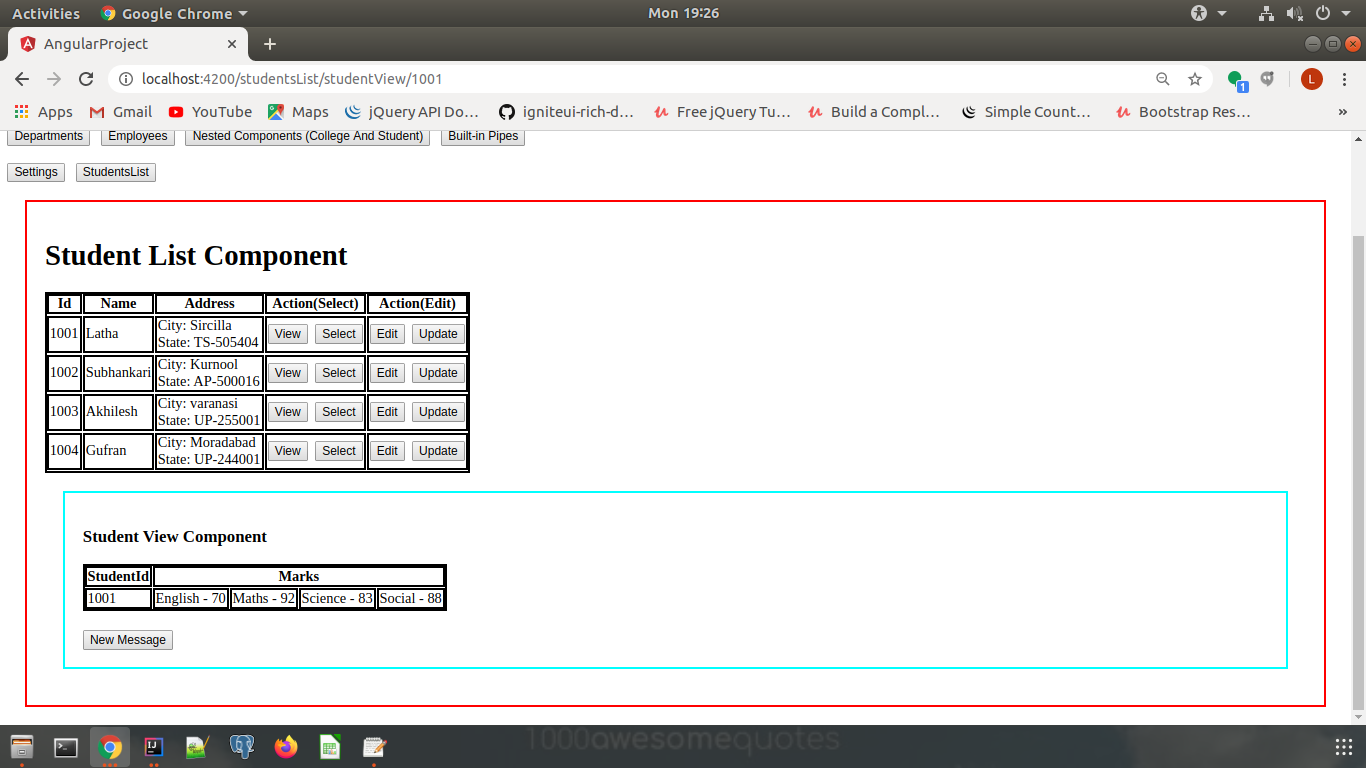 Activities Google Chrome Mon 19:26
AngularProject
localhost:4200/studentsList/studentView/1001 1 L
Apps Gmail YouTube Maps jQuery API Do... igniteui-rich-d... Free jQuery Tu... Build a Compl... Simple Count... Bootstrap Res... »
Departments Employees Nested Components (College And Student) Built-in Pipes
Settings StudentsList
Student List Component
Id Name Address Action(Select) Action(Edit)
1001 Latha City: Sircilla State: TS-505404 View Select Edit Update
1002 Subhankari City: Kurnool State: AP-500016 View Select Edit Update
1003 Akhilesh City: varanasi State: UP-255001 View Select Edit Update
1004 Gufran City: Moradabad State: UP-244001 View Select Edit Update
Student View Component
StudentId Marks
1001 English - 70 Maths - 92 Science - 83 Social - 88
New Message
1000awesomequotes